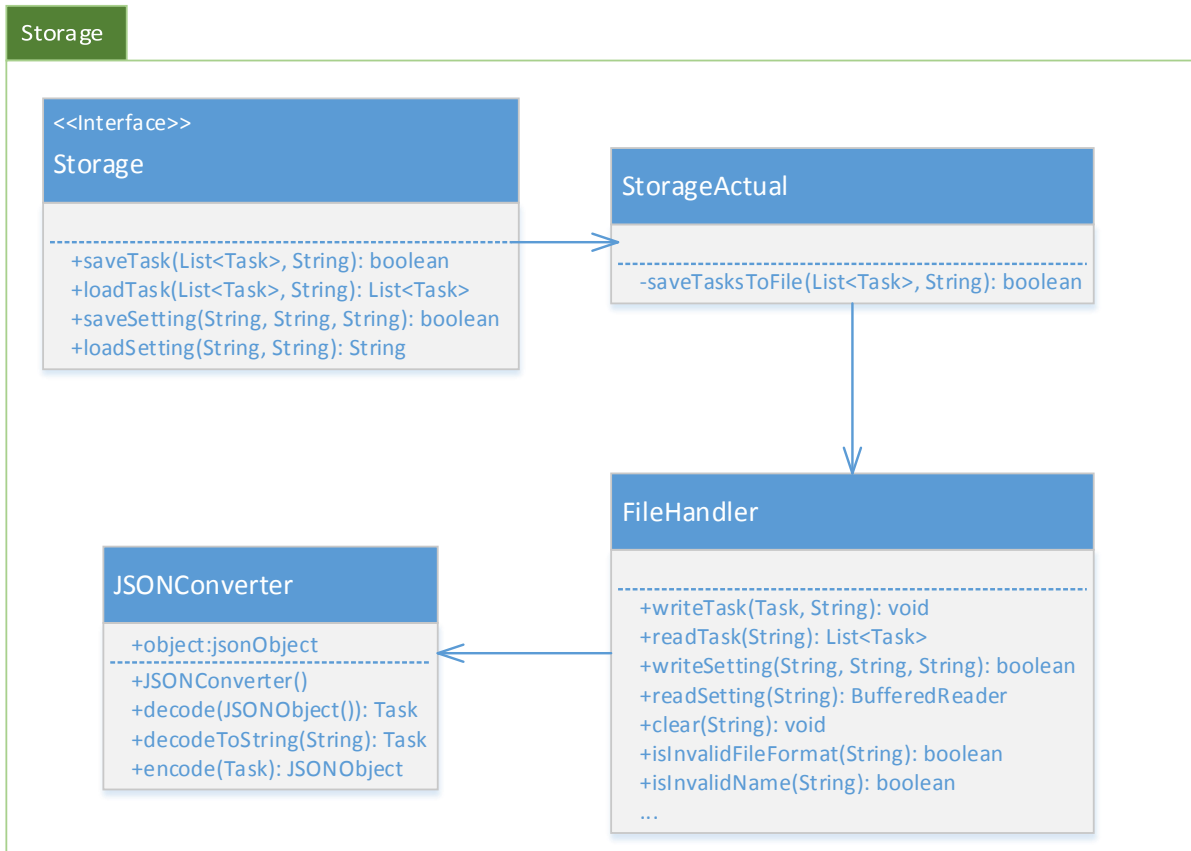 Storage
<<Interface>>
Storage
+saveTask(List<Task>, String): boolean
+loadTask(List<Task>, String): List<Task>
+saveSetting(String, String, String): boolean
+loadSetting(String, String): String
StorageActual
-saveTasksToFile(List<Task>, String): boolean
JSONConverter
+object:jsonObject
+JSONConverter()
+decode(JSONObject()): Task
+decodeToString(String): Task
+encode(Task): JSONObject
FileHandler
+writeTask(Task, String): void
+readTask(String): List<Task>
+writeSetting(String, String, String): boolean
+readSetting(String): BufferedReader
+clear(String): void
+isInvalidFileFormat(String): boolean
+isInvalidName(String): boolean
...